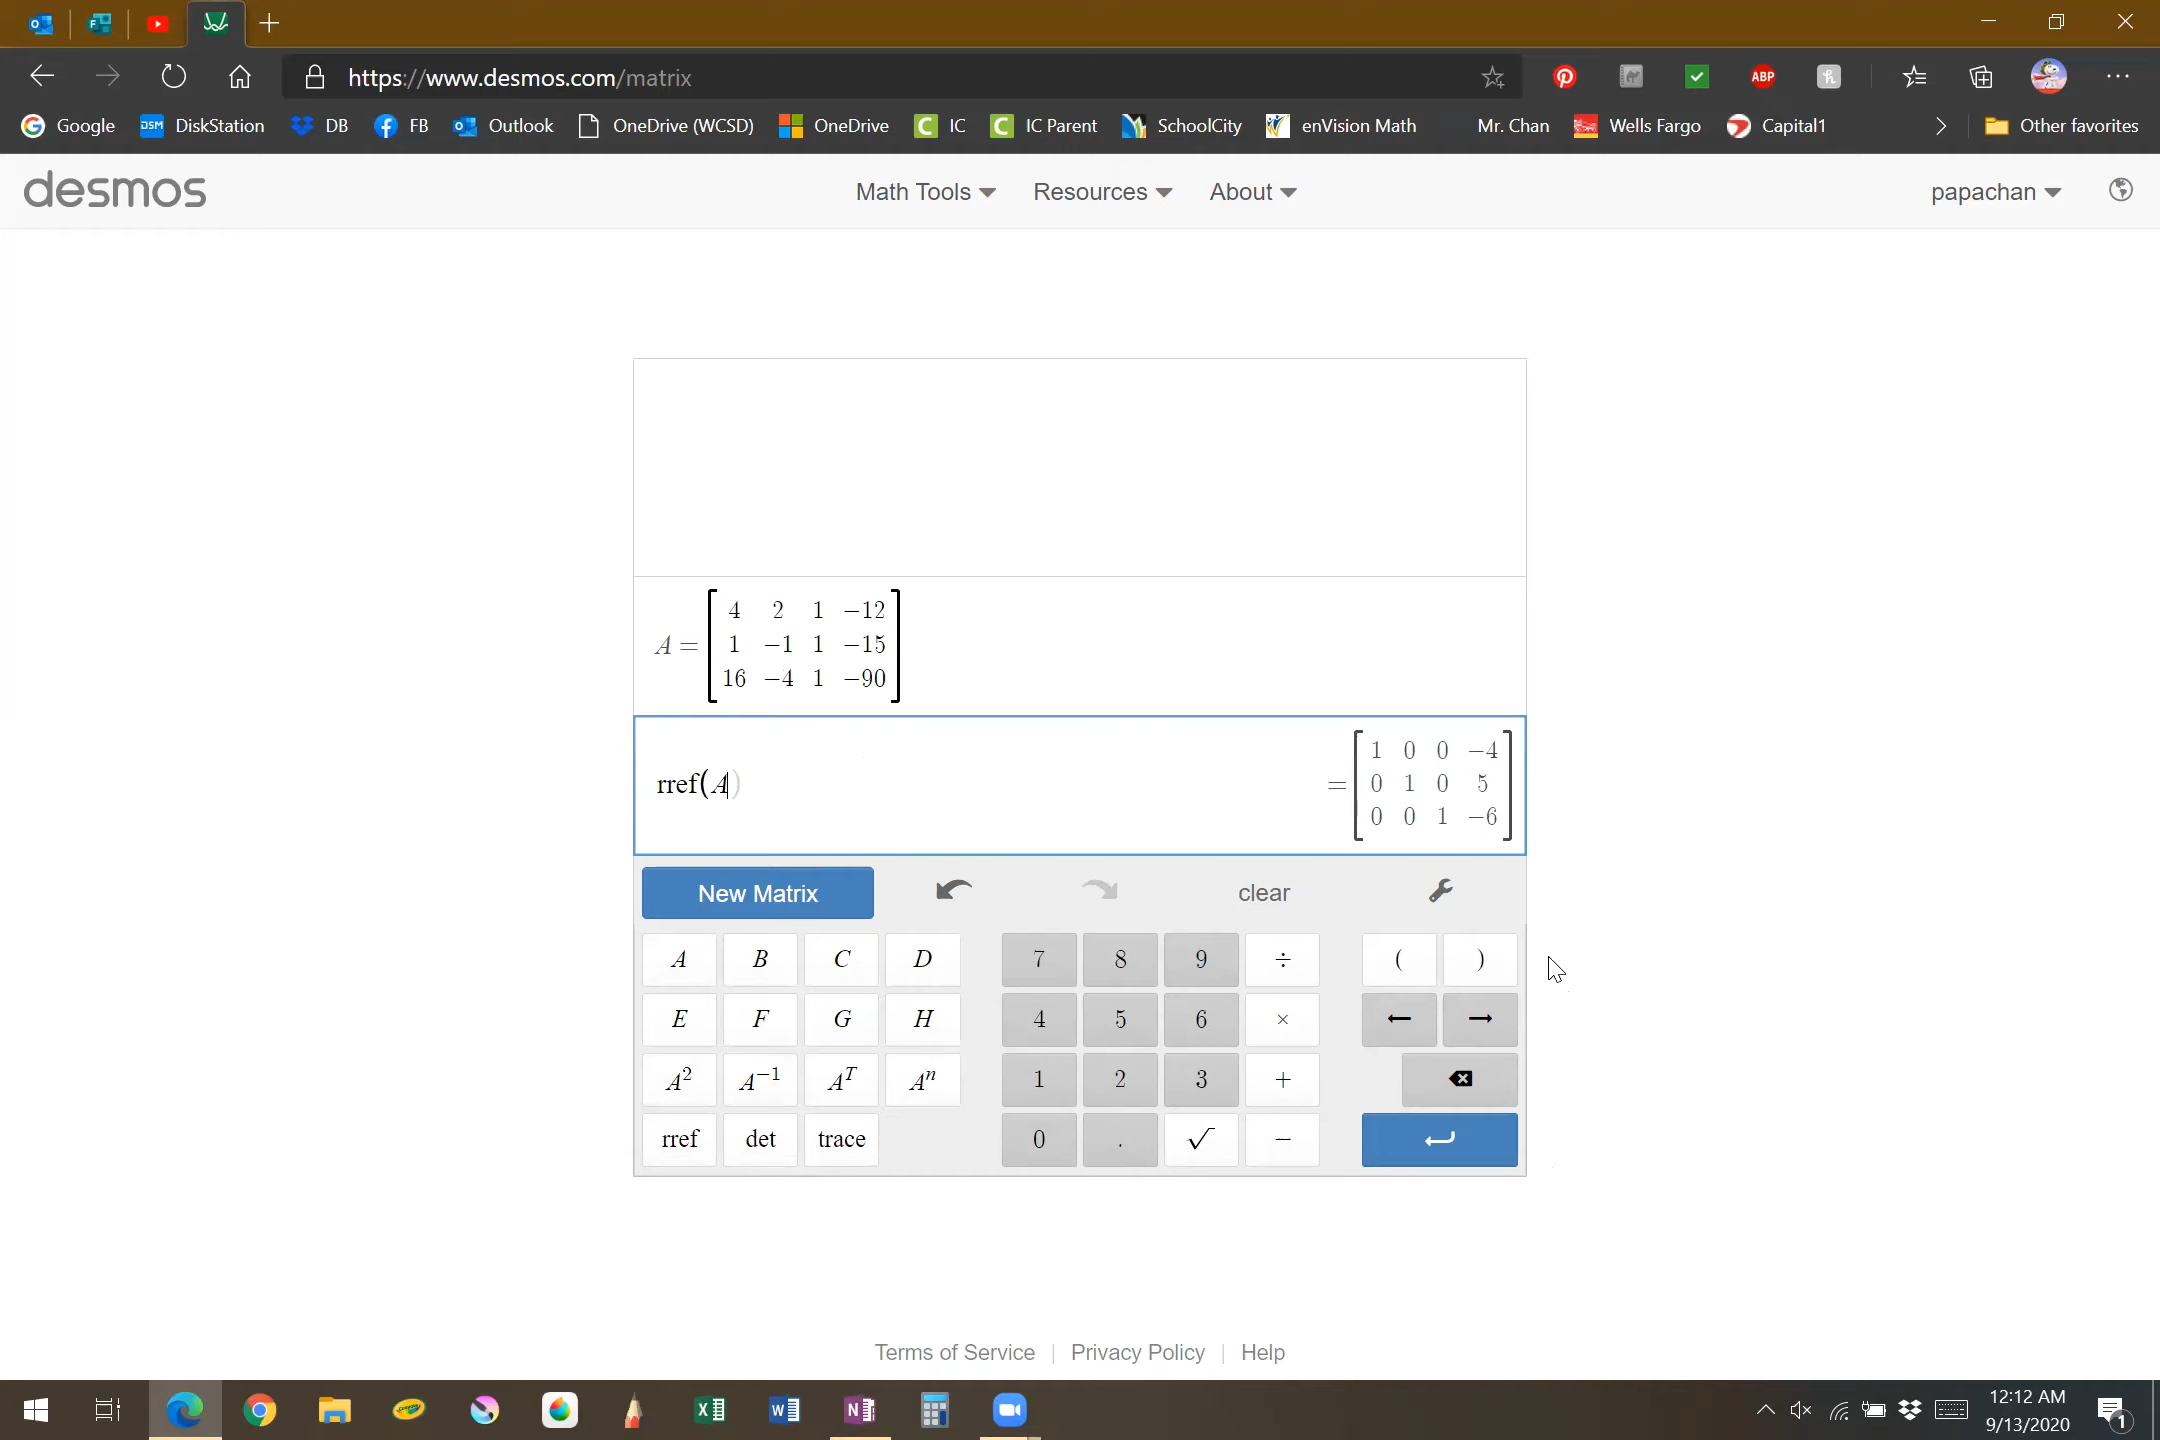 https://www.desmos.com/matrix
ABP
Google DiskStation DB FB Outlook OneDrive (WCSD) OneDrive IC IC Parent SchoolCity enVision Math Mr. Chan Wells Fargo Capital1 Other favorites
desmos Math Tools Resources About papachan
A = [4 2 1 −12
1 −1 1 −15
16 −4 1 −90]
rref(A) = [1 0 0 −4
0 1 0 5
0 0 1 −6]
New Matrix clear
A B C D 7 8 9 ÷ ( )
E F G H 4 5 6 × ← →
A² A⁻¹ Aᵀ Aⁿ 1 2 3 +
rref det trace 0 . √ −
Terms of Service | Privacy Policy | Help
12:12 AM
9/13/2020
1